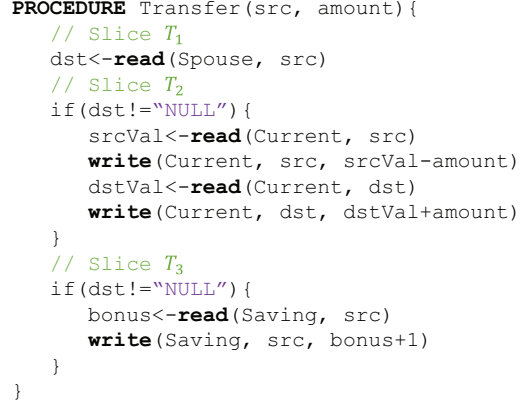 PROCEDURE Transfer(src, amount){
// Slice T₁
dst<-read(Spouse, src)
// Slice T₂
if(dst!=“NULL”){
srcVal<-read(Current, src)
write(Current, src, srcVal-amount)
dstVal<-read(Current, dst)
write(Current, dst, dstVal+amount)
}
// Slice T₃
if(dst!=“NULL”){
bonus<-read(Saving, src)
write(Saving, src, bonus+1)
}
}